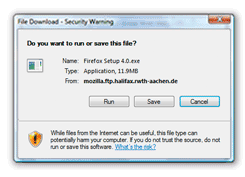 File Download - Security Warning
Do you want to run or save this file?
Name: Firefox Setup 4.0.exe
Type: Application, 11.9MB
From: mozilla.ftp.halifax.rwth-aachen.de
Run Save Cancel
While files from the Internet can be useful, this file type can
potentially harm your computer. If you do not trust the source, do not
run or save this software. What's the risk?